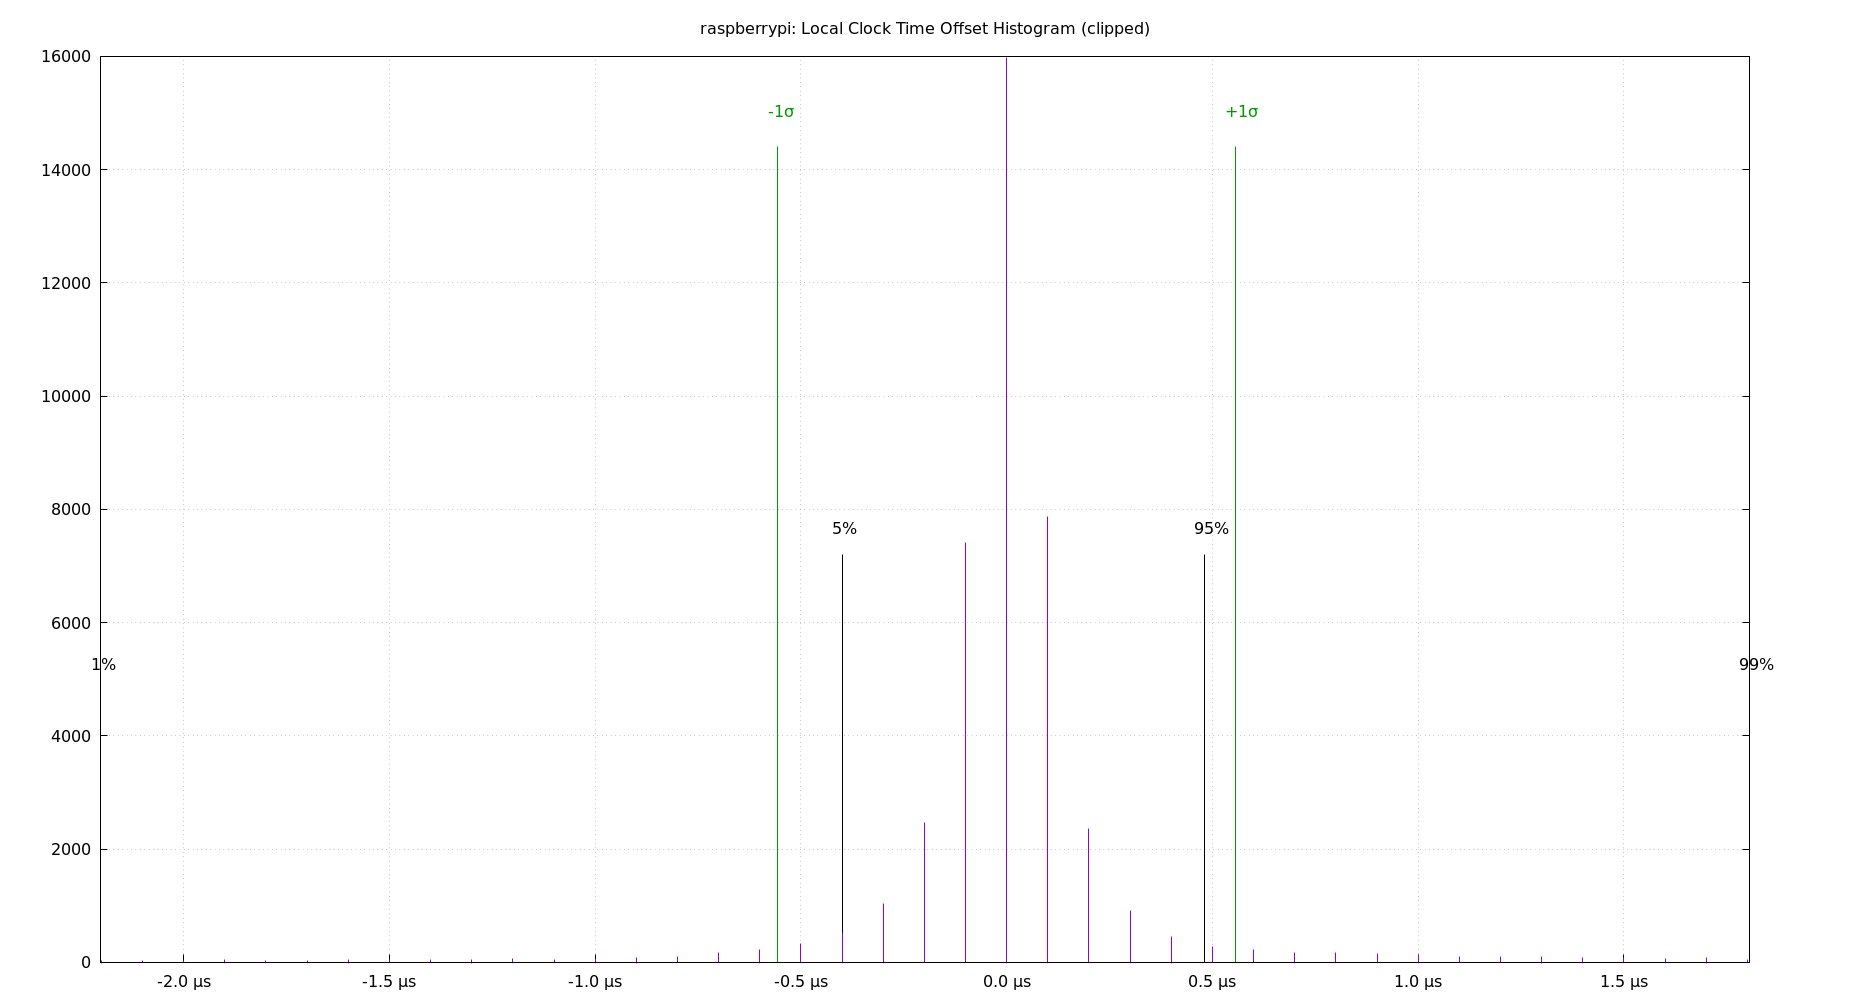 raspberrypi: Local Clock Time Offset Histogram (clipped)
16000
-1σ
+1σ
14000
12000
10000
8000
5%
95%
6000
1%
99%
4000
2000
0
-2.0 µs
-1.5 µs
-1.0 µs
-0.5 µs
0.0 µs
0.5 µs
1.0 µs
1.5 µs